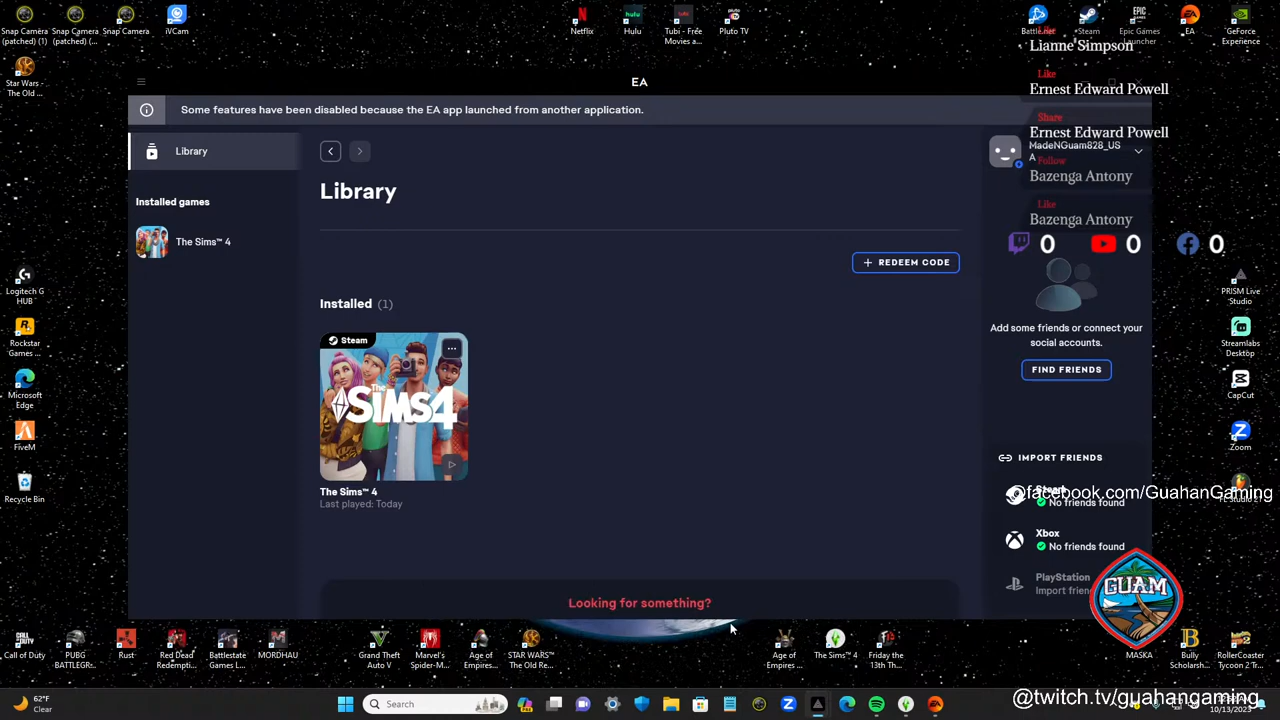 Snap Camera
(patched) (1)
Snap Camera
(patched) (...
Snap Camera
iVCam
Netflix
Hulu
Tubi - Free
Movies a...
Pluto TV
Battle.net
Steam
Epic Games
Launcher
EA
GeForce
Experience
Star Wars -
The Old ...
Lianne Simpson
Like
Ernest Edward Powell
Share
Ernest Edward Powell
Follow
Bazenga Antony
Like
Bazenga Antony
0
0
0
EA
Some features have been disabled because the EA app launched from another application.
Library
Installed games
The Sims™ 4
Library
REDEEM CODE
Installed (1)
Steam
The
SIMS4
The Sims™ 4
Last played: Today
Looking for something?
MadeNGuam828_US
A
Add some friends or connect your
social accounts.
FIND FRIENDS
IMPORT FRIENDS
Steam
No friends found
@facebook.com/GuahanGaming
Xbox
No friends found
PlayStation
GUAM
Logitech G
HUB
Rockstar
Games ...
Microsoft
Edge
FiveM
Recycle Bin
PRISM Live
Studio
Streamlabs
Desktop
CapCut
Zoom
Call of Duty
PUBG
BATTLEGR...
Rust
Red Dead
Redempti...
Battlestate
Games L...
MORDHAU
Grand Theft
Auto V
Marvel's
Spider-M...
Age of
Empires...
STAR WARS™
The Old Re...
Age of
Empires ...
The Sims™ 4
Friday the
13th Th...
MASKA
Bully
Scholarsh...
RollerCoaster
Tycoon 2 Tr...
62°F
Clear
Search
@twitch.tv/guahangaming